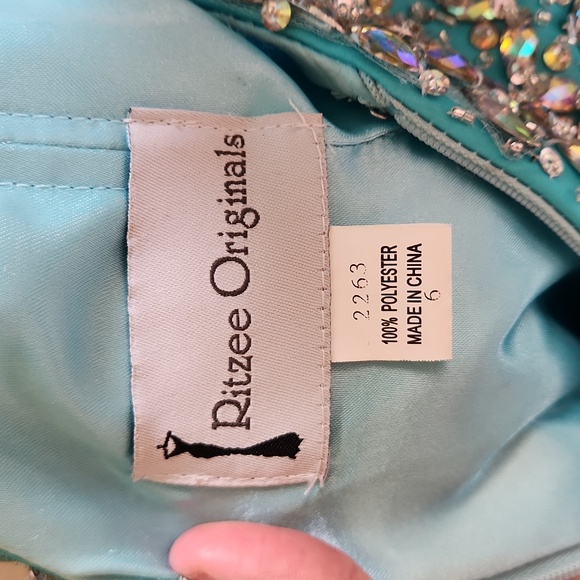 Ritzee Originals
2263
100% POLYESTER
MADE IN CHINA
6